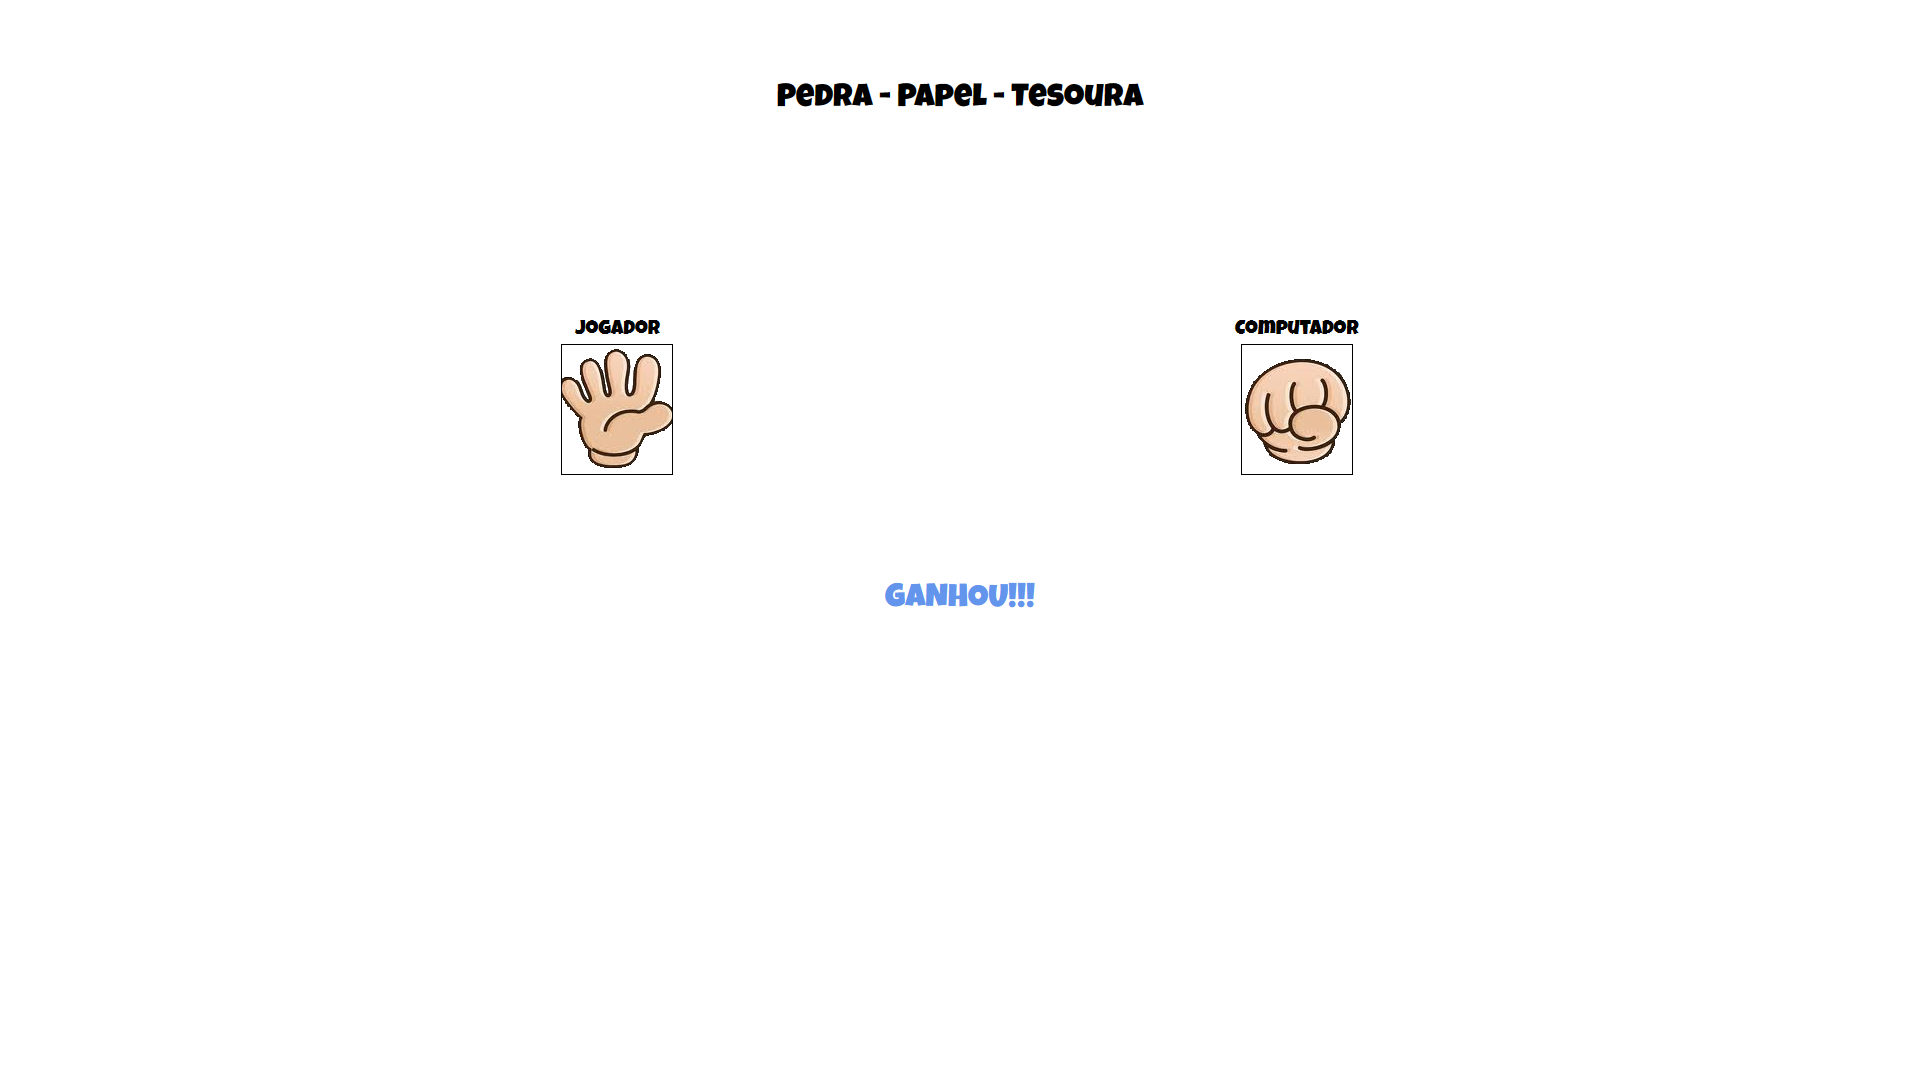 PEDRA - PAPEL - TESOURA
JOGADOR
COMPUTADOR
GANHOU!!!